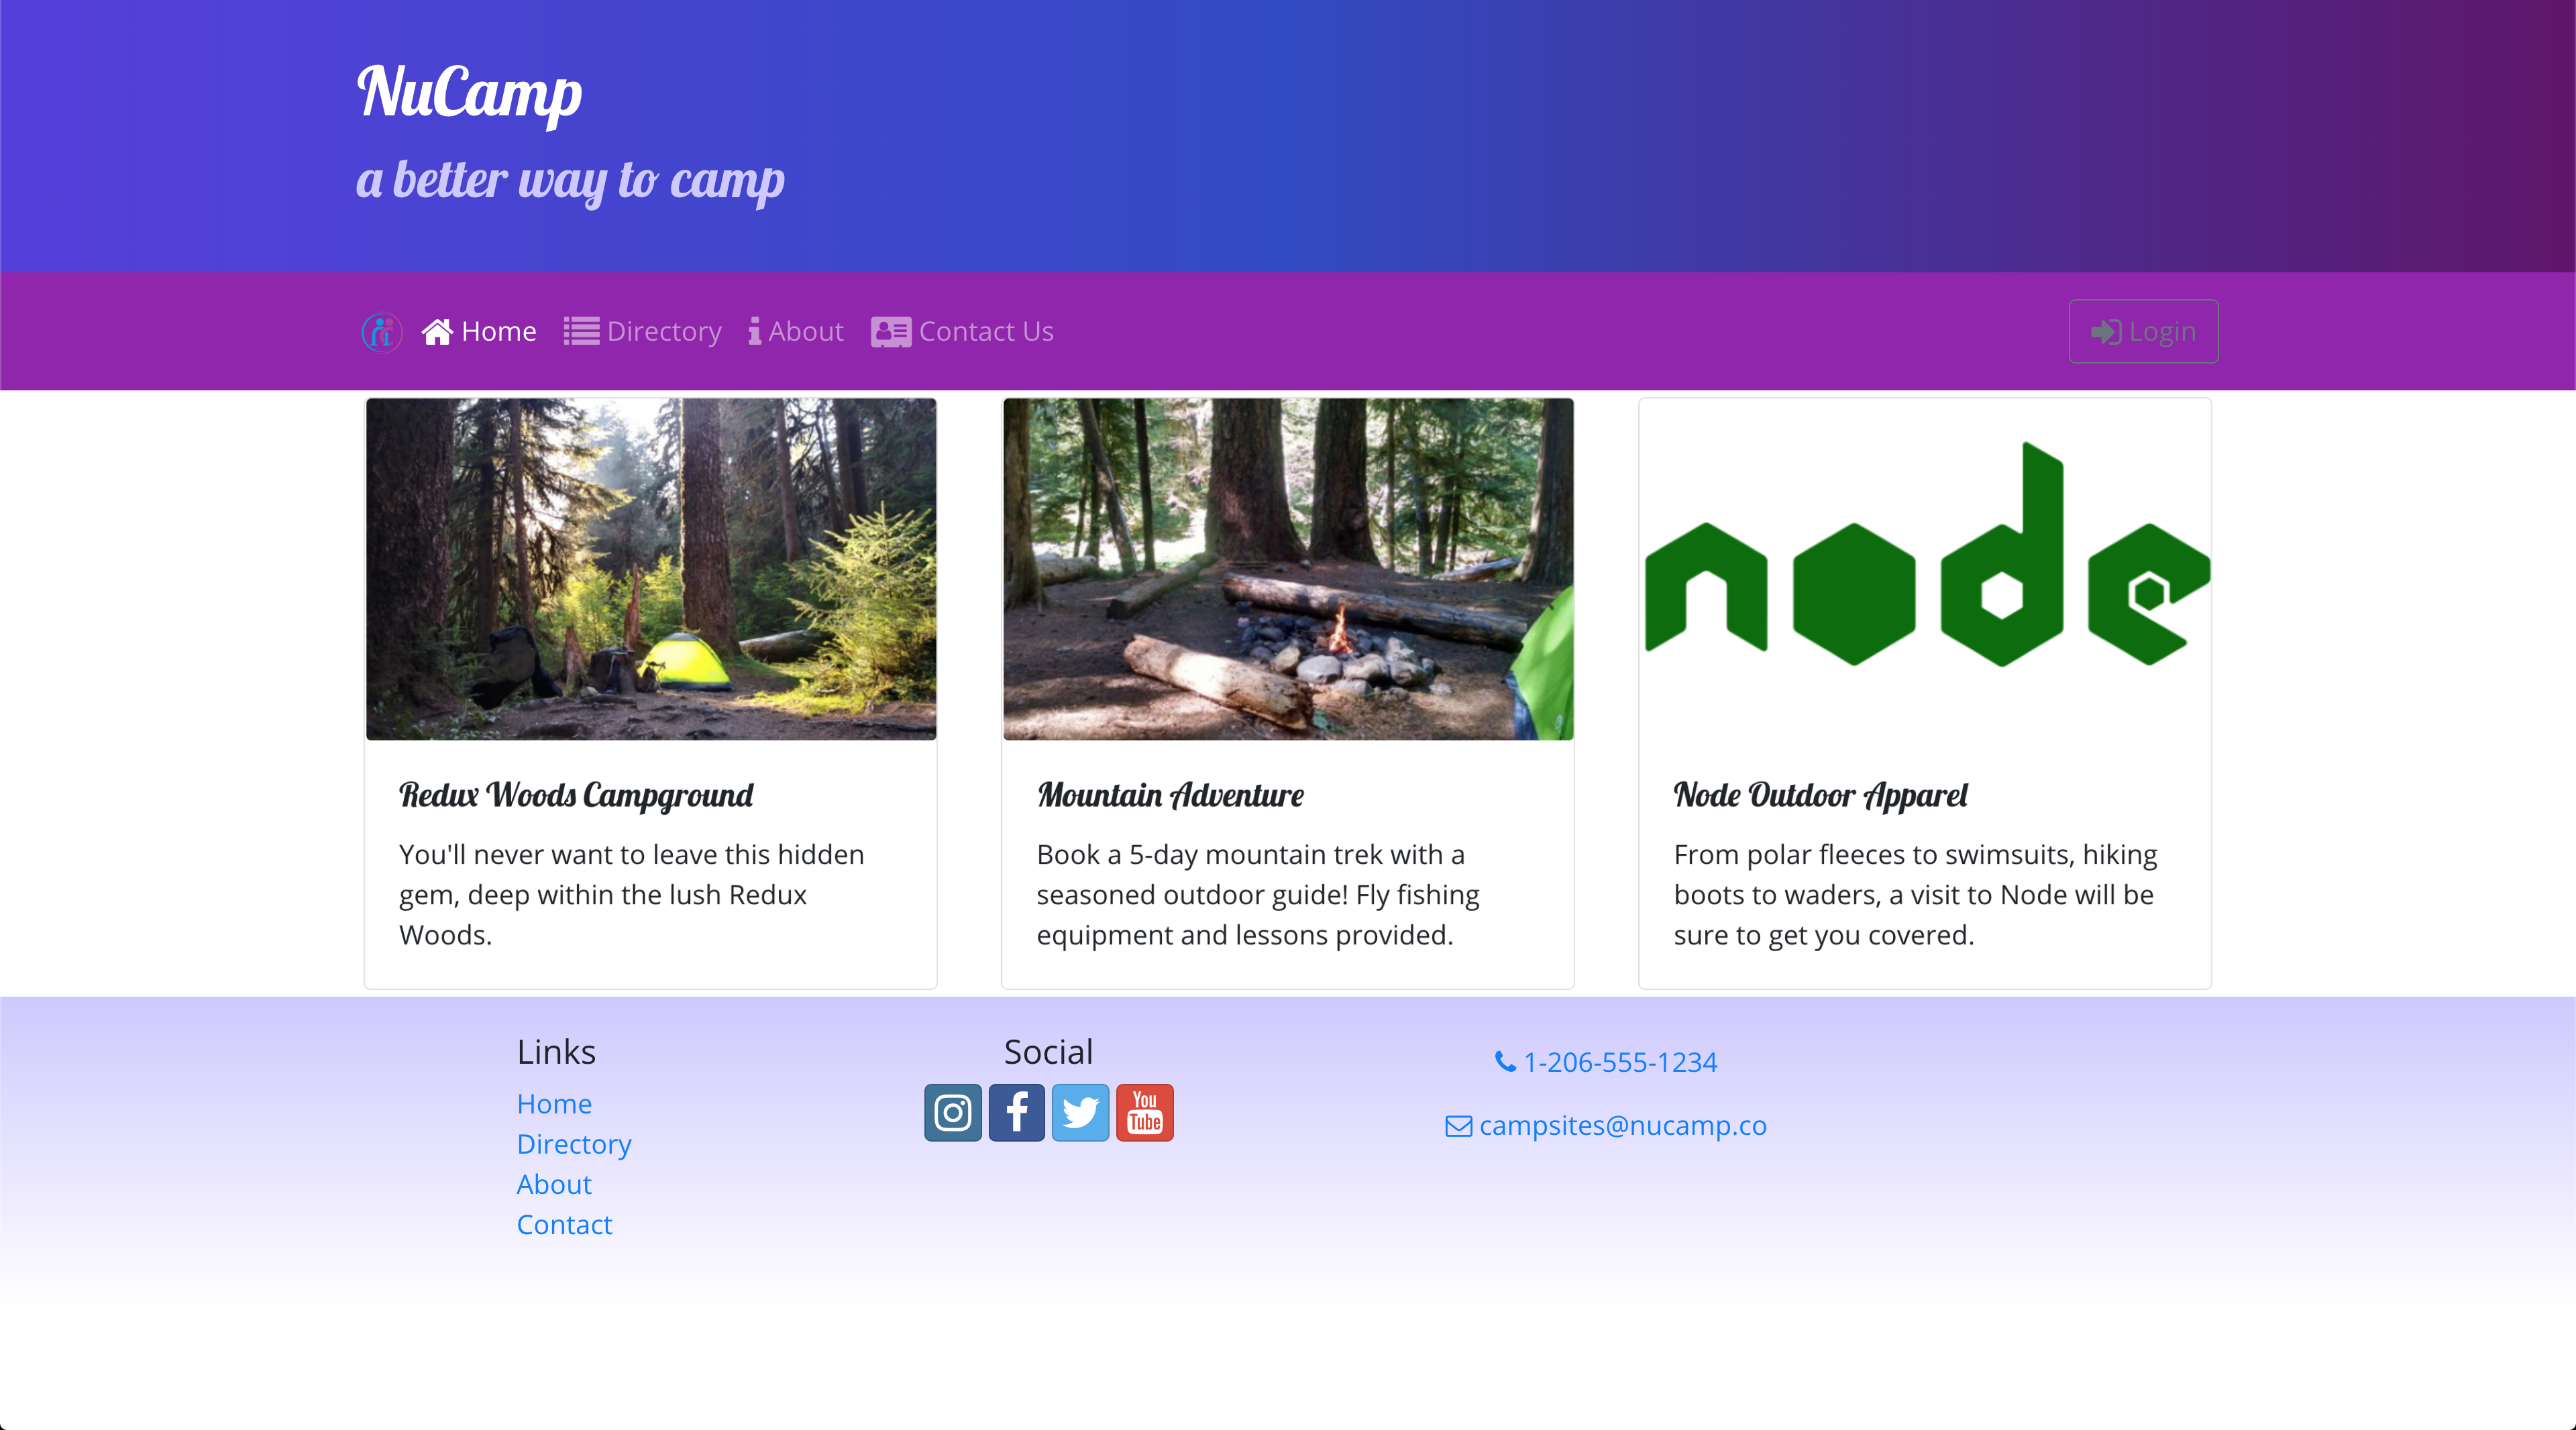 NuCamp
a better way to camp
Home Directory About Contact Us Login
node
Redux Woods Campground
You'll never want to leave this hidden
gem, deep within the lush Redux
Woods.
Mountain Adventure
Book a 5-day mountain trek with a
seasoned outdoor guide! Fly fishing
equipment and lessons provided.
Node Outdoor Apparel
From polar fleeces to swimsuits, hiking
boots to waders, a visit to Node will be
sure to get you covered.
Links
Home
Directory
About
Contact
Social
You
Tube
1-206-555-1234
campsites@nucamp.co